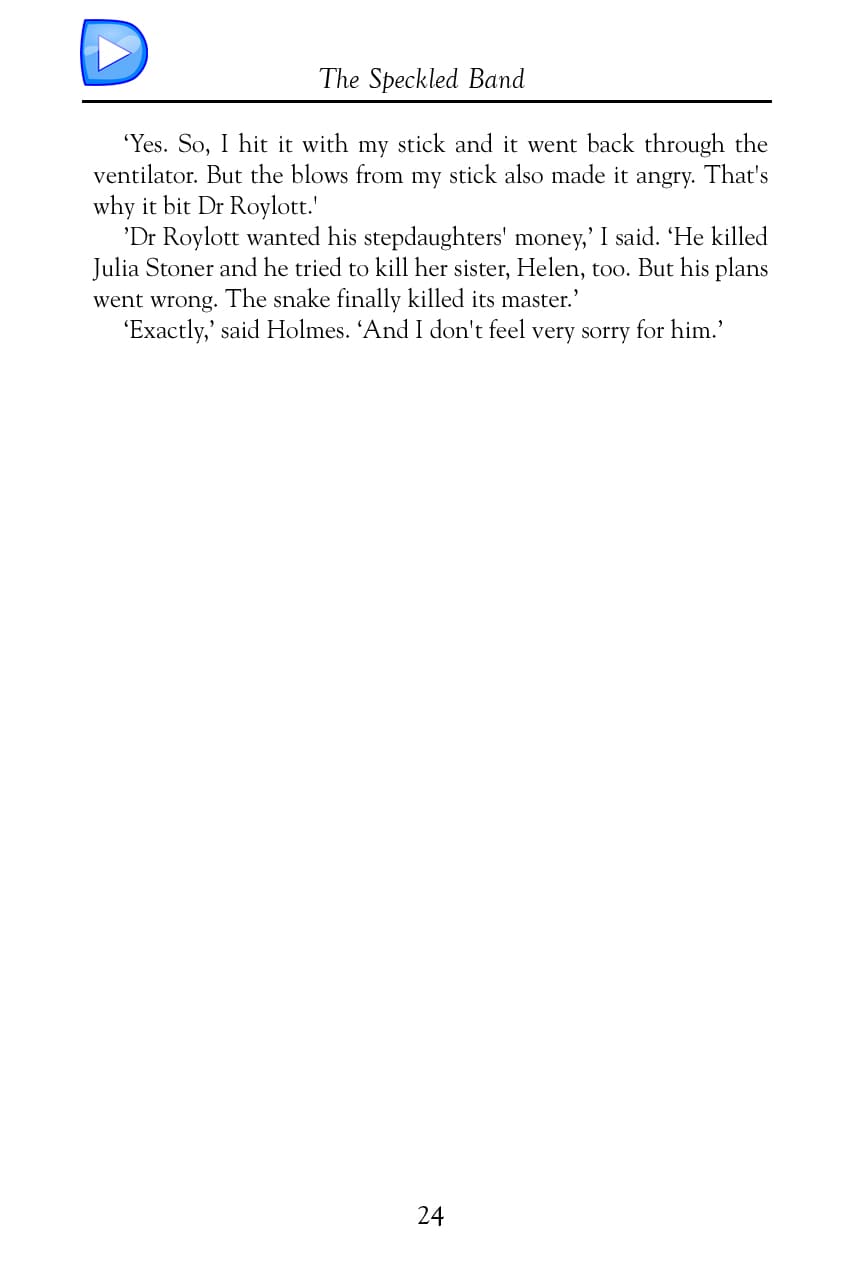 The Speckled Band
‘Yes. So, I hit it with my stick and it went back through the
ventilator. But the blows from my stick also made it angry. That's
why it bit Dr Roylott.'
’Dr Roylott wanted his stepdaughters' money,’ I said. ‘He killed
Julia Stoner and he tried to kill her sister, Helen, too. But his plans
went wrong. The snake finally killed its master.’
‘Exactly,’ said Holmes. ‘And I don't feel very sorry for him.’
24